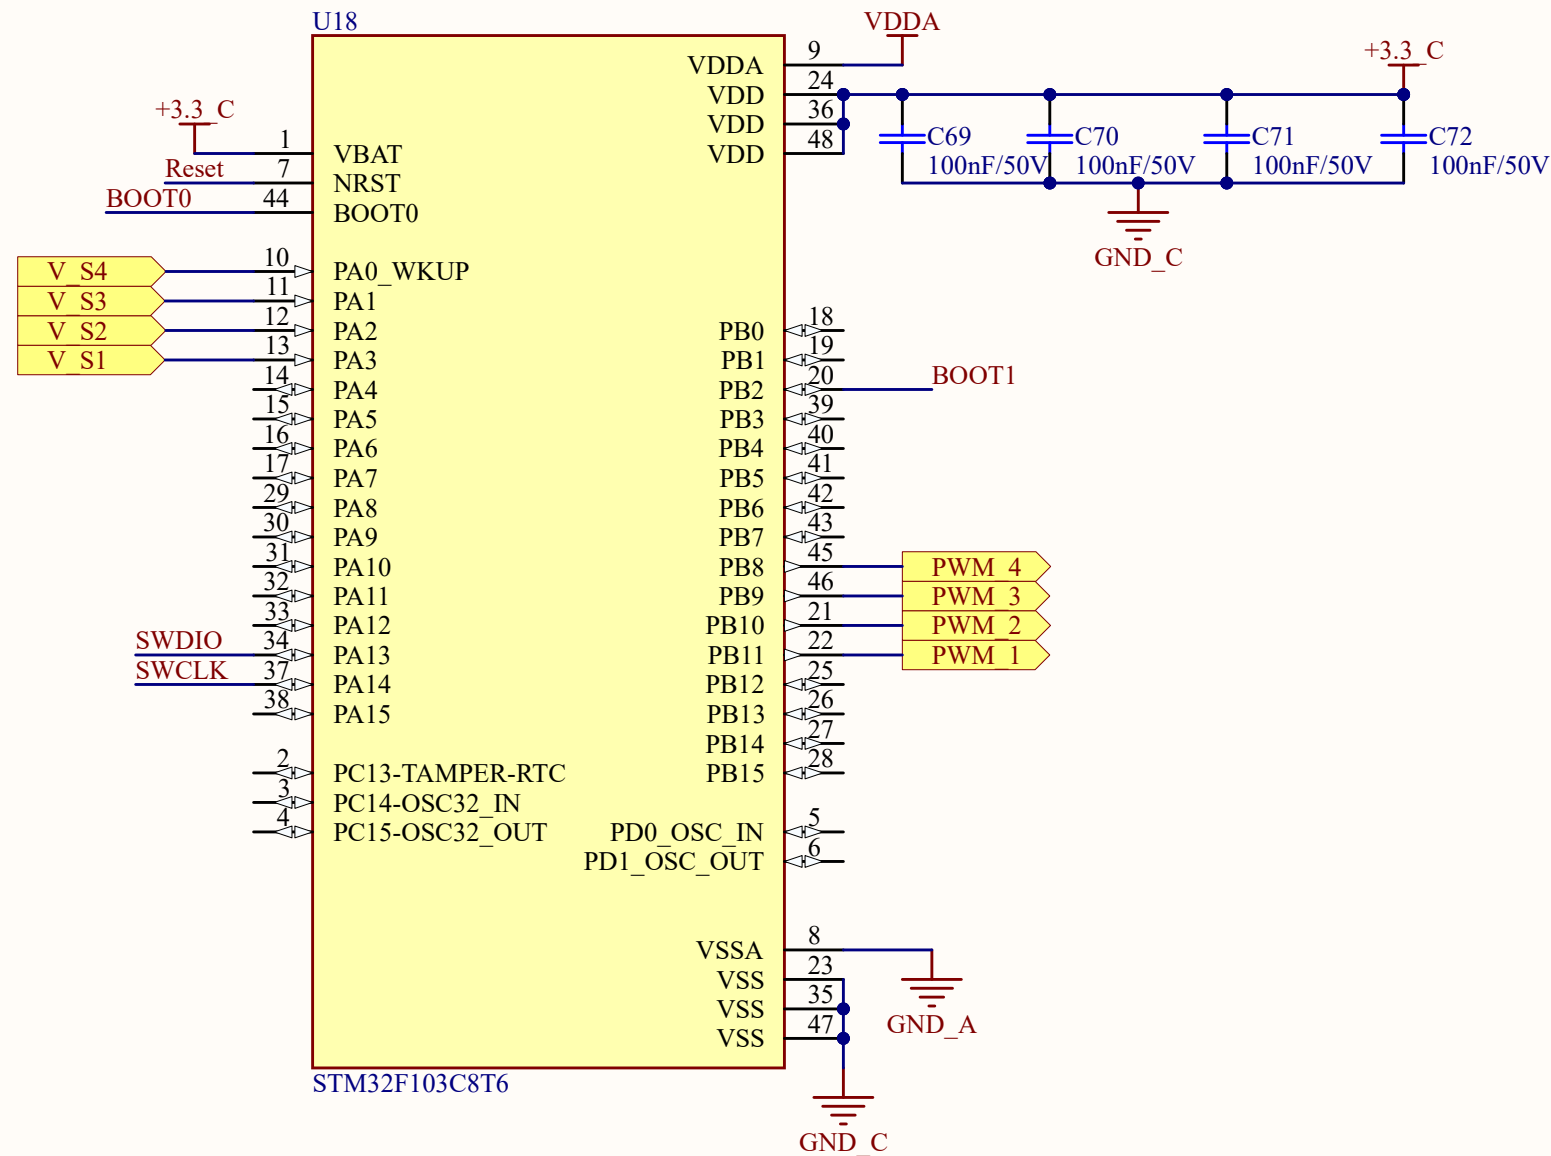 U18
VDDA
+3.3_C
+3.3_C
1 VBAT
Reset 7 NRST
BOOT0 44 BOOT0
V_S4 10 PA0_WKUP
V_S3 11 PA1
V_S2 12 PA2
V_S1 13 PA3
14 PA4
15 PA5
16 PA6
17 PA7
29 PA8
30 PA9
31 PA10
32 PA11
33 PA12
SWDIO 34 PA13
SWCLK 37 PA14
38 PA15
2 PC13-TAMPER-RTC
3 PC14-OSC32_IN
4 PC15-OSC32_OUT
VDDA 9
VDD 24
VDD 36
VDD 48
C69 C70 C71 C72
100nF/50V 100nF/50V 100nF/50V 100nF/50V
GND_C
PB0 18
PB1 19
PB2 20 BOOT1
PB3 39
PB4 40
PB5 41
PB6 42
PB7 43
PB8 45 PWM_4
PB9 46 PWM_3
PB10 21 PWM_2
PB11 22 PWM_1
PB12 25
PB13 26
PB14 27
PB15 28
PD0_OSC_IN 5
PD1_OSC_OUT 6
VSSA 8
VSS 23
VSS 35
VSS 47
GND_A
STM32F103C8T6
GND_C